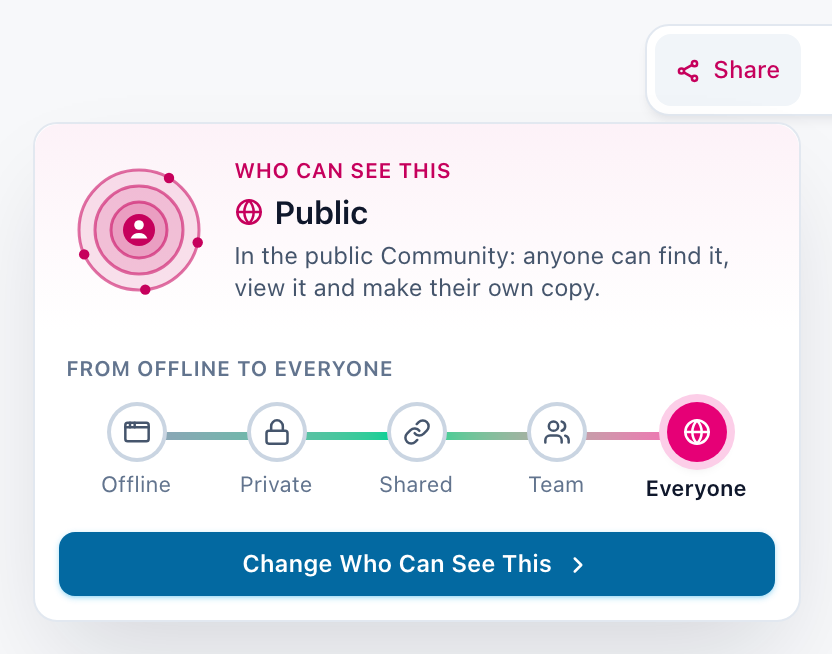 Share
WHO CAN SEE THIS
Public
In the public Community: anyone can find it,
view it and make their own copy.
FROM OFFLINE TO EVERYONE
Offline
Private
Shared
Team
Everyone
Change Who Can See This